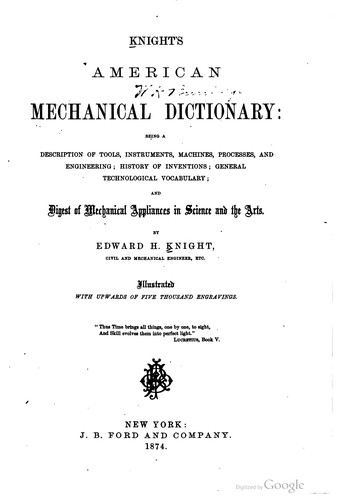 KNIGHT'S
AMERICAN
MECHANICAL DICTIONARY:
BEING A
DESCRIPTION OF TOOLS, INSTRUMENTS, MACHINES, PROCESSES, AND
ENGINEERING; HISTORY OF INVENTIONS; GENERAL
TECHNOLOGICAL VOCABULARY;
AND
Digest of Mechanical Appliances in Science and the Arts.
BY
EDWARD H. KNIGHT,
CIVIL AND MECHANICAL ENGINEER, ETC.
Illustrated
WITH UPWARDS OF FIVE THOUSAND ENGRAVINGS.
"Thus Time brings all things, one by one, to sight,
And Skill evolves them into perfect light."
LUCRETIUS, Book V.
NEW YORK:
J. B. FORD AND COMPANY.
1874.
Digitized by Google